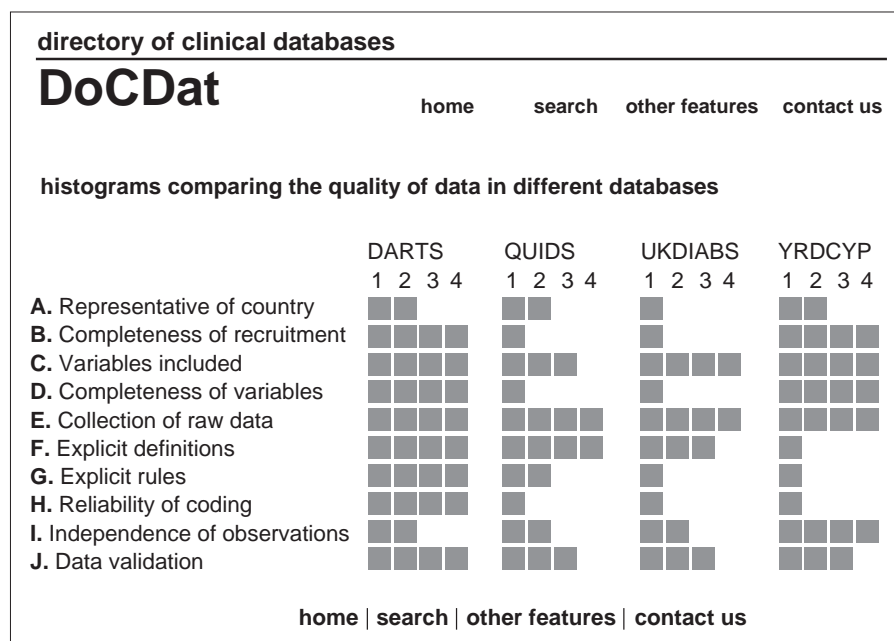 directory of clinical databases
DoCDat
home search other features contact us
histograms comparing the quality of data in different databases
DARTS QUIDS UKDIABS YRDCYP
1 2 3 4 1 2 3 4 1 2 3 4 1 2 3 4
A. Representative of country
B. Completeness of recruitment
C. Variables included
D. Completeness of variables
E. Collection of raw data
F. Explicit definitions
G. Explicit rules
H. Reliability of coding
I. Independence of observations
J. Data validation
home | search | other features | contact us